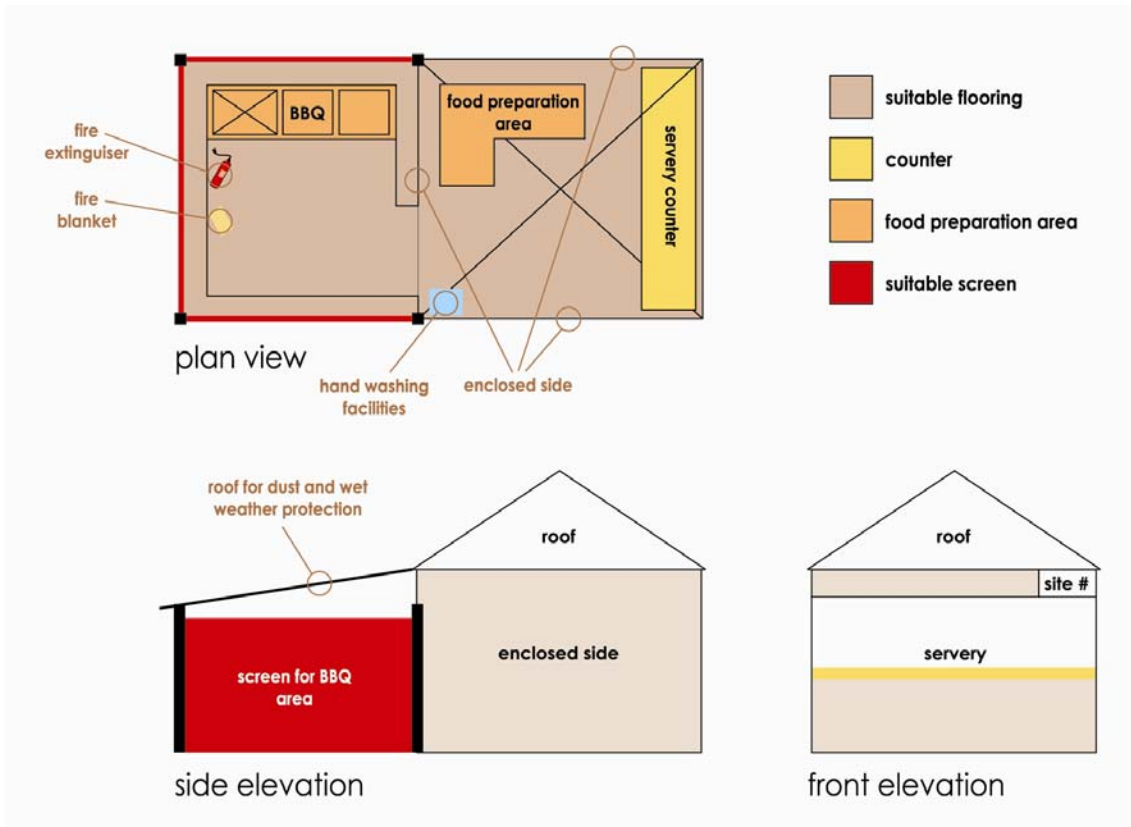 BBQ
food preparation
area
servery counter
fire
extinguiser
fire
blanket
plan view
hand washing
facilities
enclosed side
suitable flooring
counter
food preparation area
suitable screen
roof for dust and wet
weather protection
roof
enclosed side
screen for BBQ
area
side elevation
roof
site #
servery
front elevation